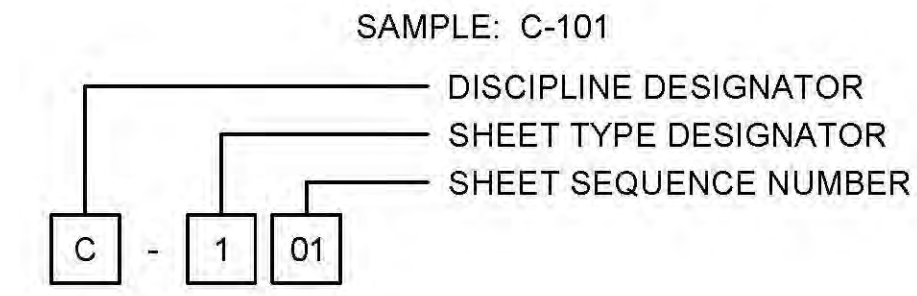 SAMPLE: C-101
DISCIPLINE DESIGNATOR
SHEET TYPE DESIGNATOR
SHEET SEQUENCE NUMBER
C - 1 01